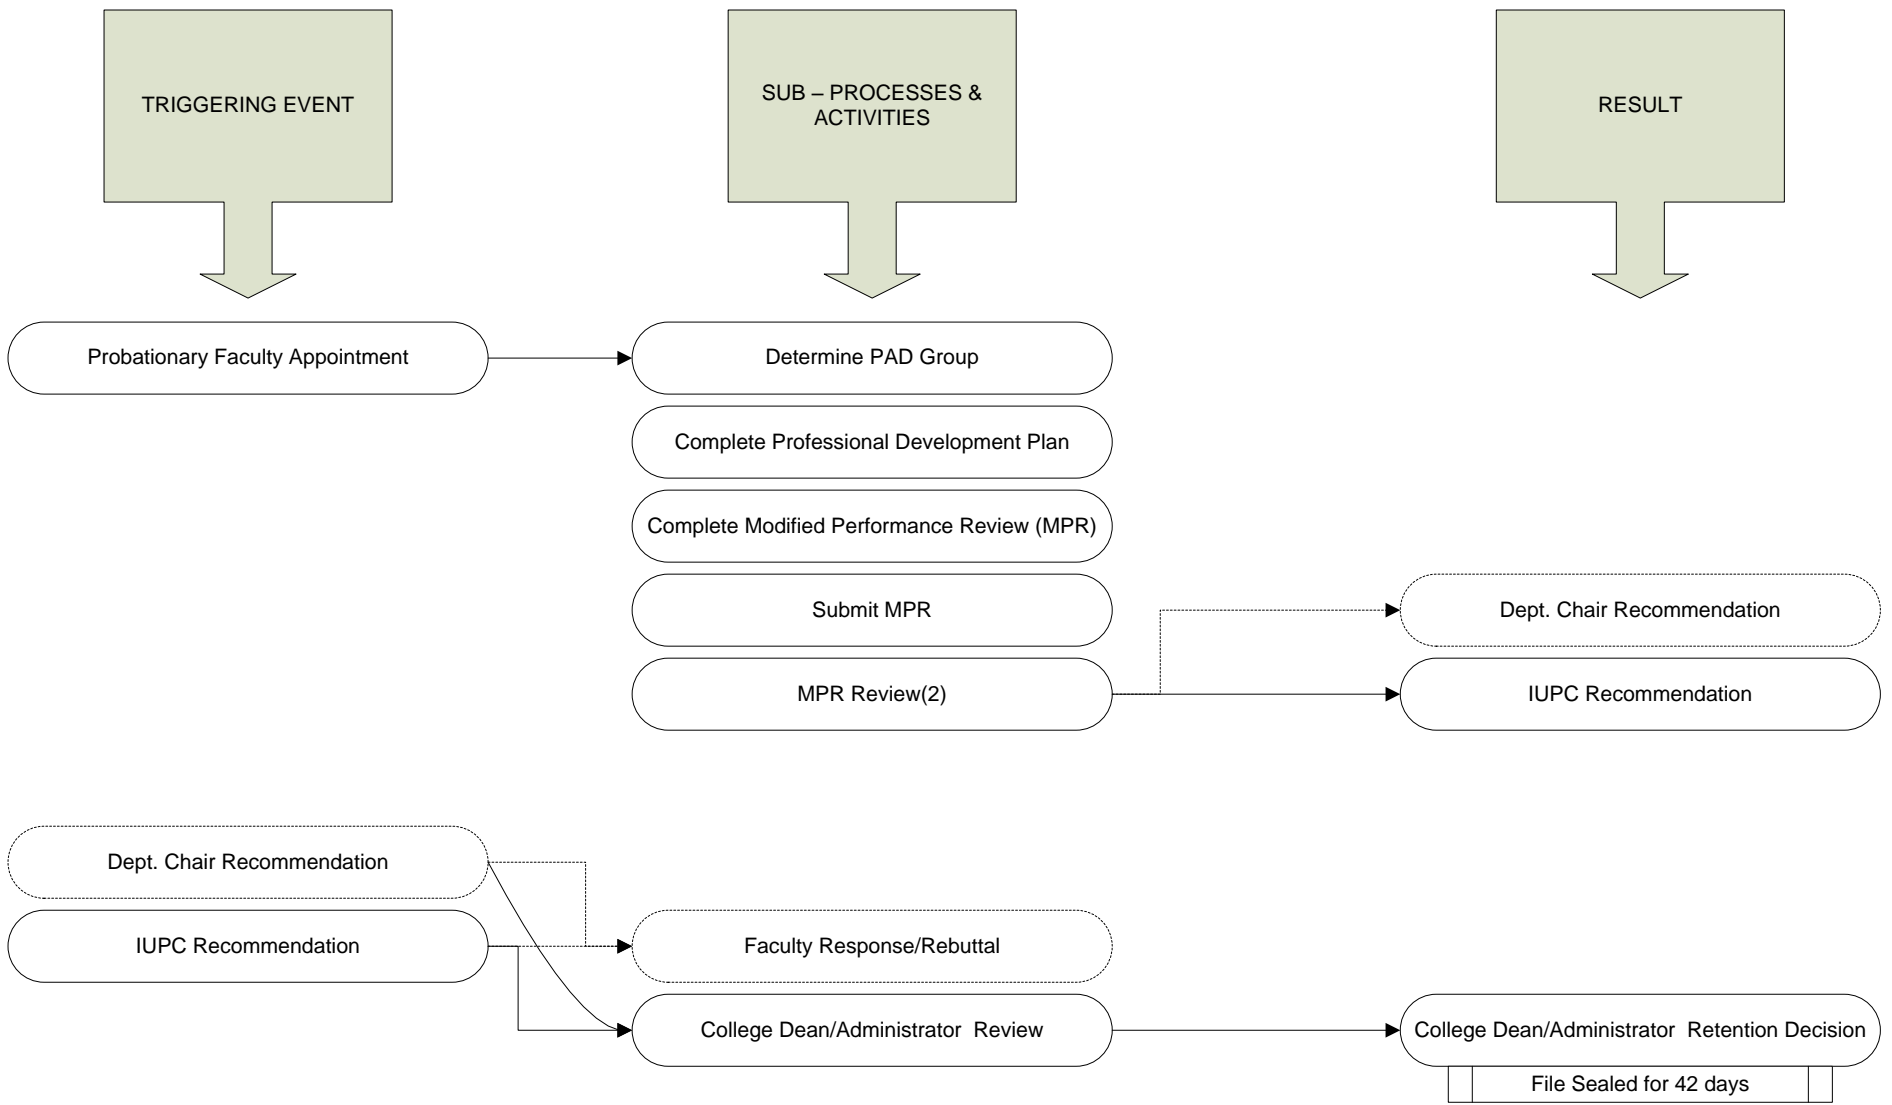 TRIGGERING EVENT
SUB – PROCESSES &
ACTIVITIES
RESULT
Probationary Faculty Appointment
Determine PAD Group
Complete Professional Development Plan
Complete Modified Performance Review (MPR)
Submit MPR
Dept. Chair Recommendation
MPR Review(2)
IUPC Recommendation
Dept. Chair Recommendation
IUPC Recommendation
Faculty Response/Rebuttal
College Dean/Administrator  Review
College Dean/Administrator  Retention Decision
File Sealed for 42 days